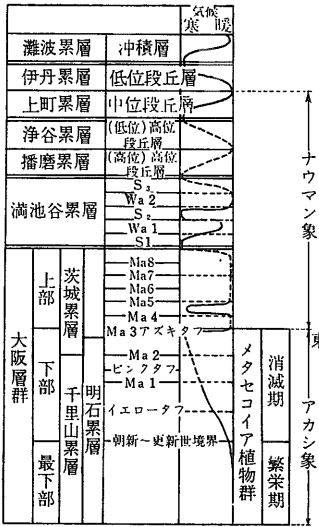 気候
寒 暖
灘波累層 沖積層
伊丹累層 低位段丘層
上町累層 中位段丘層
浄谷累層 (低位)高位段丘層
播磨累層 (高位)高位段丘層
満池谷累層
S3
Wa2
S2
Wa1
S1
大阪層群
上部
下部
最下部
茨城累層
千里山累層
明石累層
Ma8
Ma7
Ma6
Ma5
Ma4
Ma3アズキタフ
Ma2
ピンクタフ
Ma1
イエロータフ
朝新~更新世境界
メタセコイア植物群
消滅期
繁栄期
ナウマン象
東
アカシ象